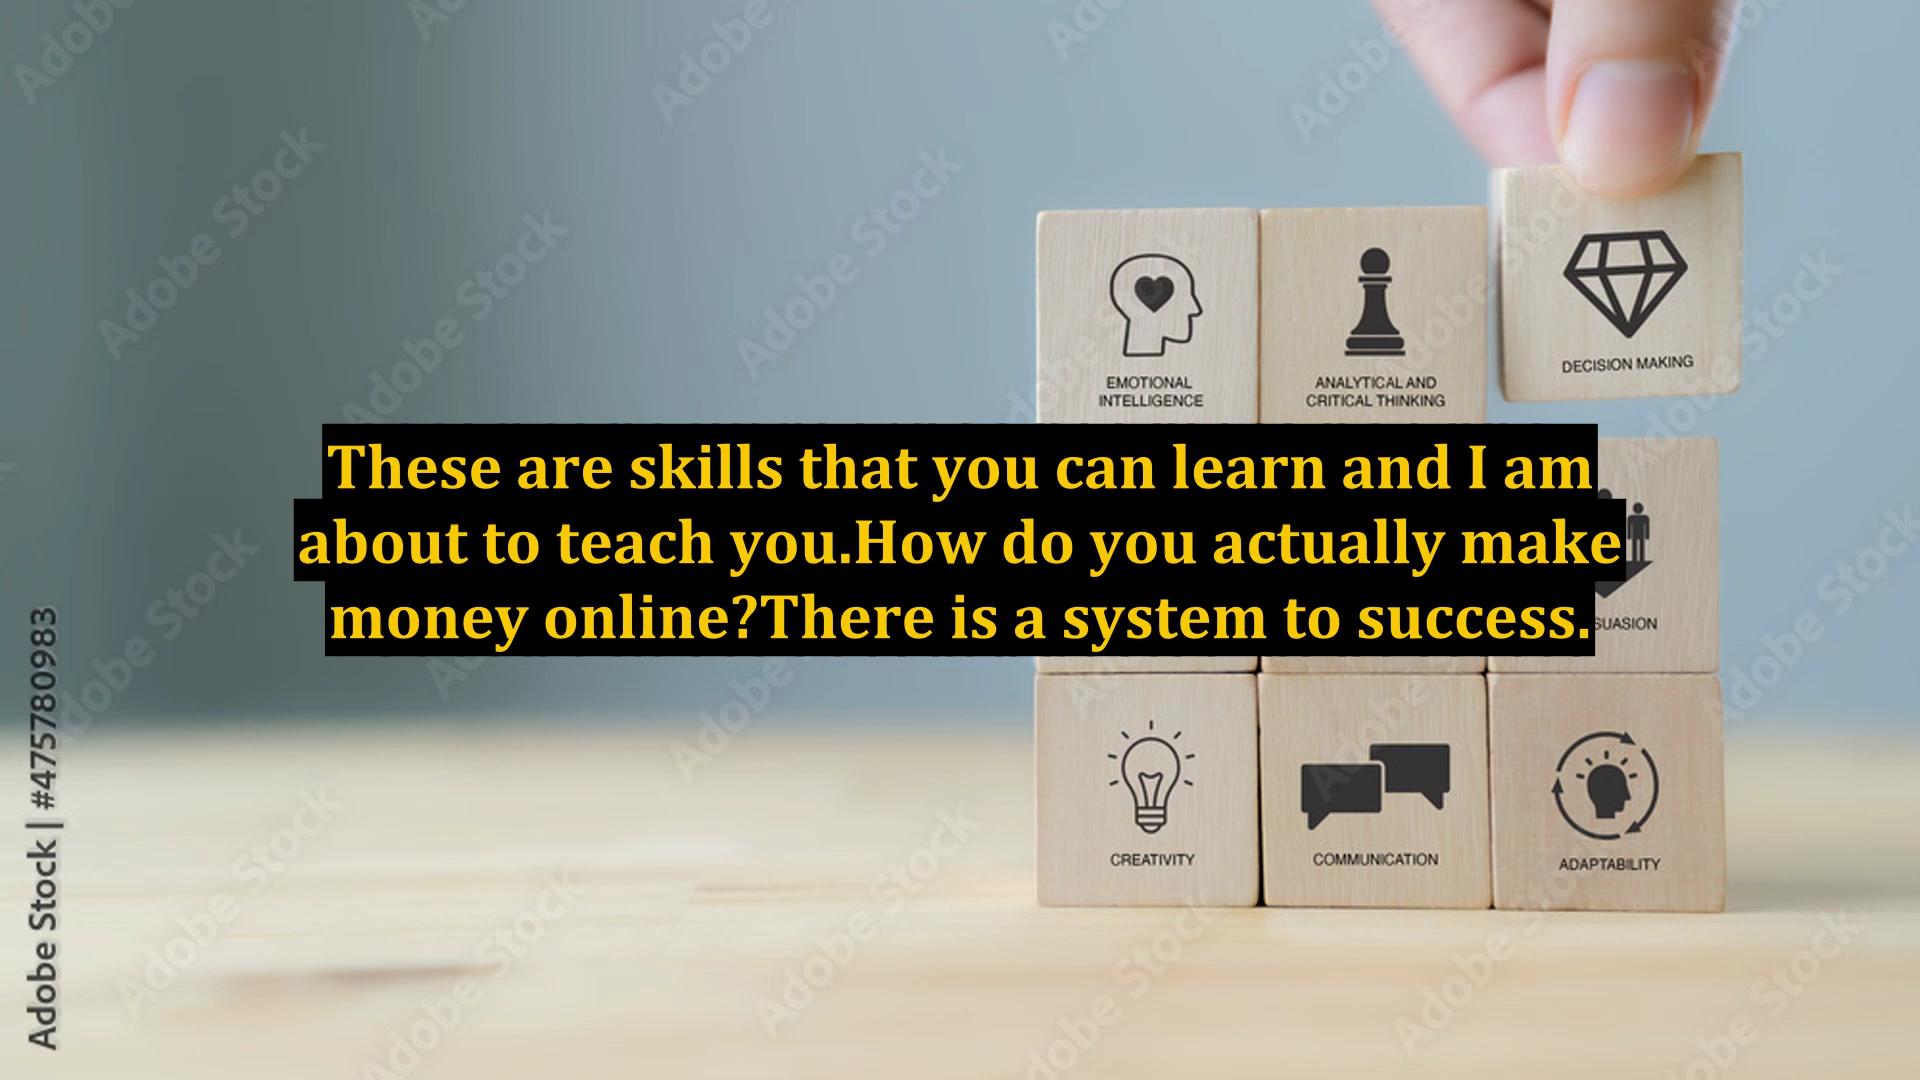 EMOTIONAL
INTELLIGENCE
ANALYTICAL AND
CRITICAL THINKING
DECISION MAKING
These are skills that you can learn and I am
about to teach you.How do you actually make
money online?There is a system to success.
SUASION
CREATIVITY
COMMUNICATION
ADAPTABILITY
Adobe Stock | #475780983
Adobe Stock